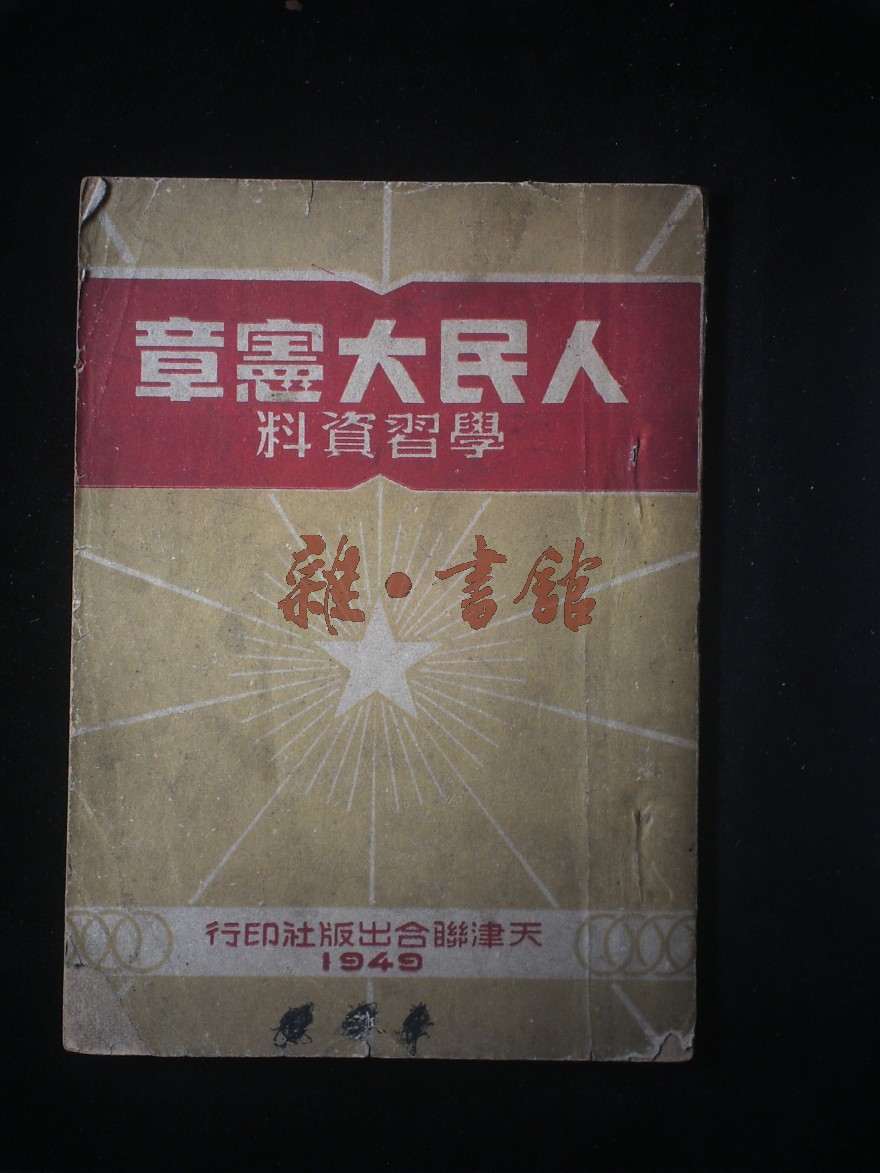 人民大憲章
學習資料
雜·書館
天津聯合出版社印行
1949